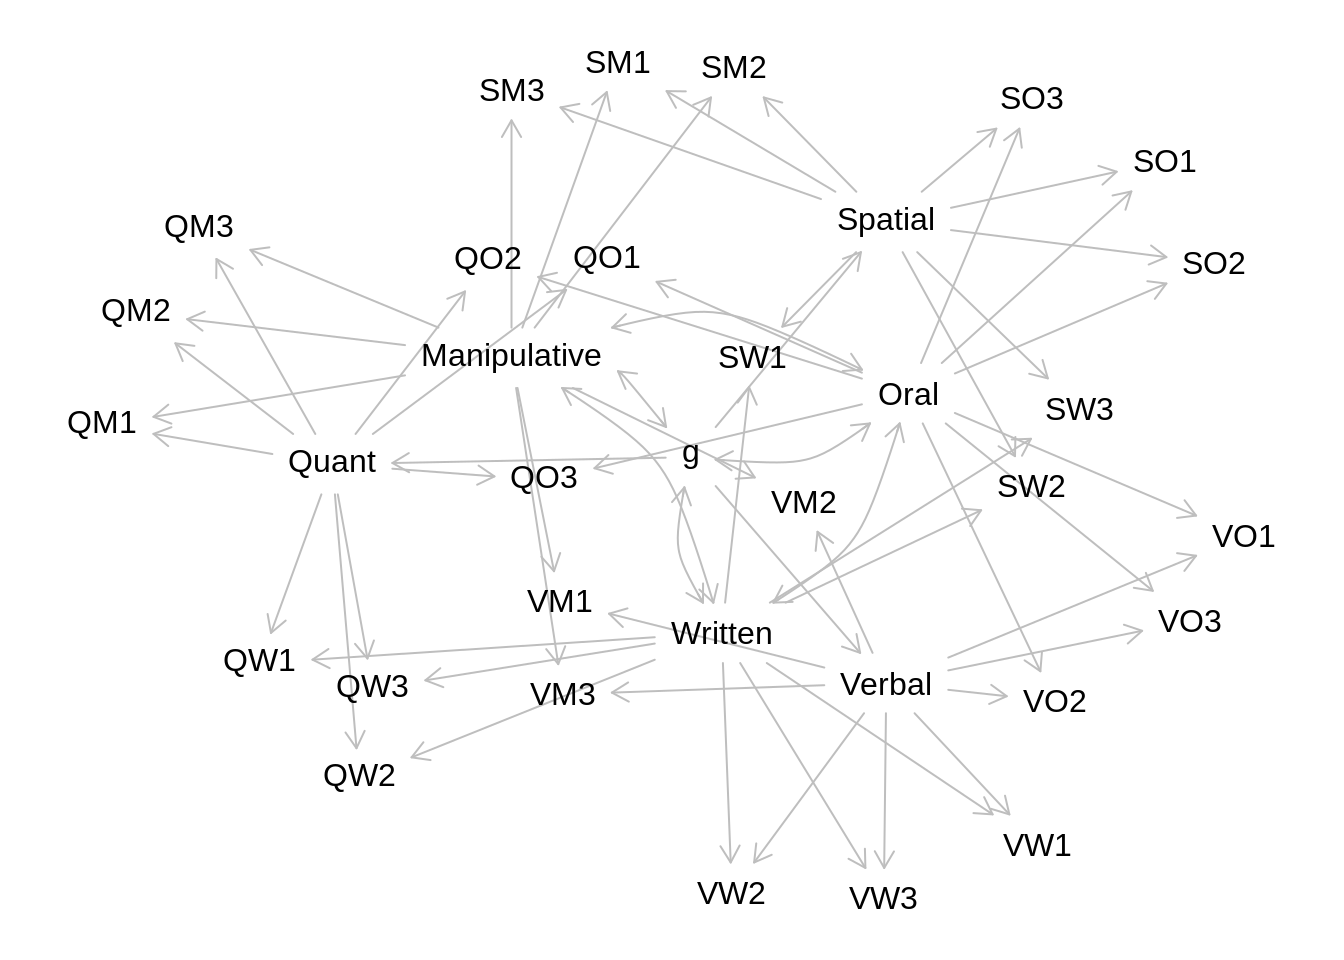 SM1
SM2
SM3
SO3
SO1
Spatial
QM3
QO2
QO1
SO2
QM2
Manipulative
SW1
Oral
SW3
QM1
Quant
g
QO3
SW2
VM2
VO1
VM1
Written
VO3
QW1
QW3
VM3
Verbal
VO2
QW2
VW1
VW2
VW3